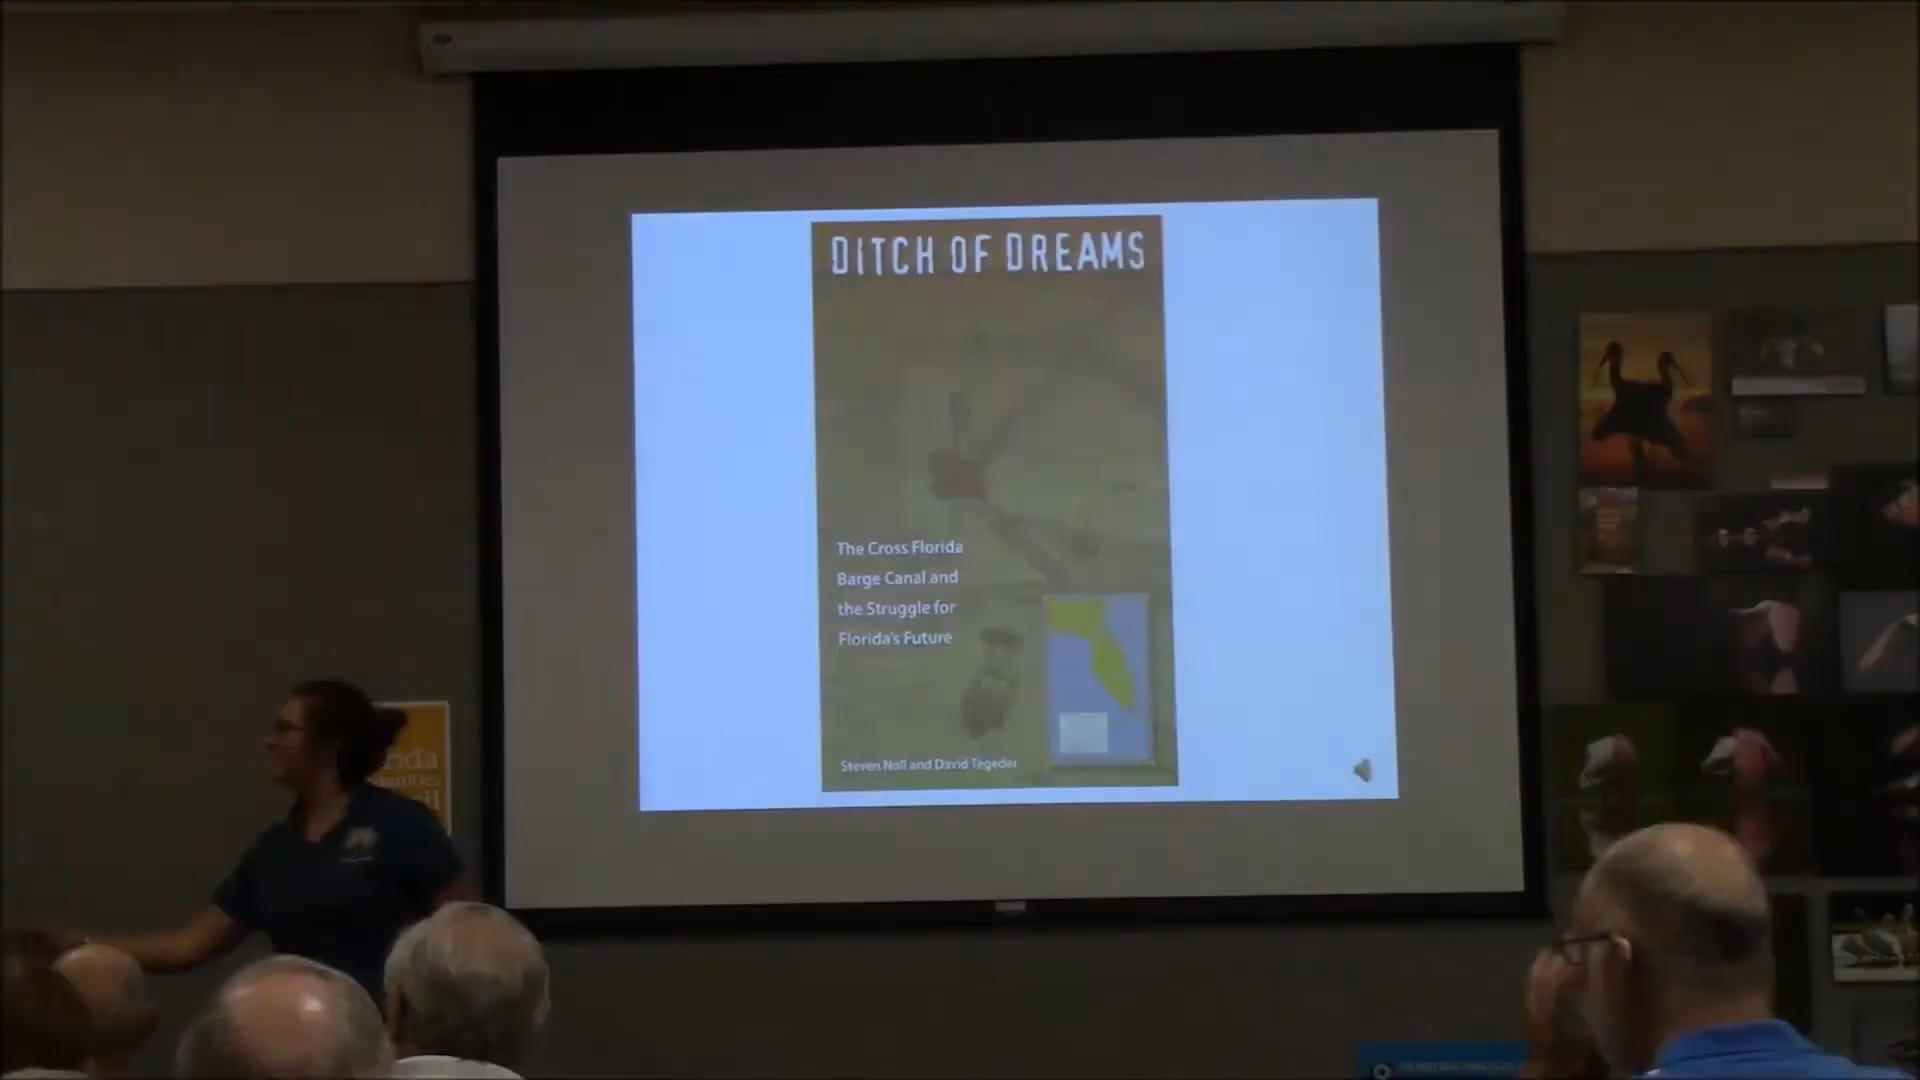 DITCH OF DREAMS
The Cross Florida
Barge Canal and
the Struggle for
Florida's Future
Steven Noll and David Tegeder